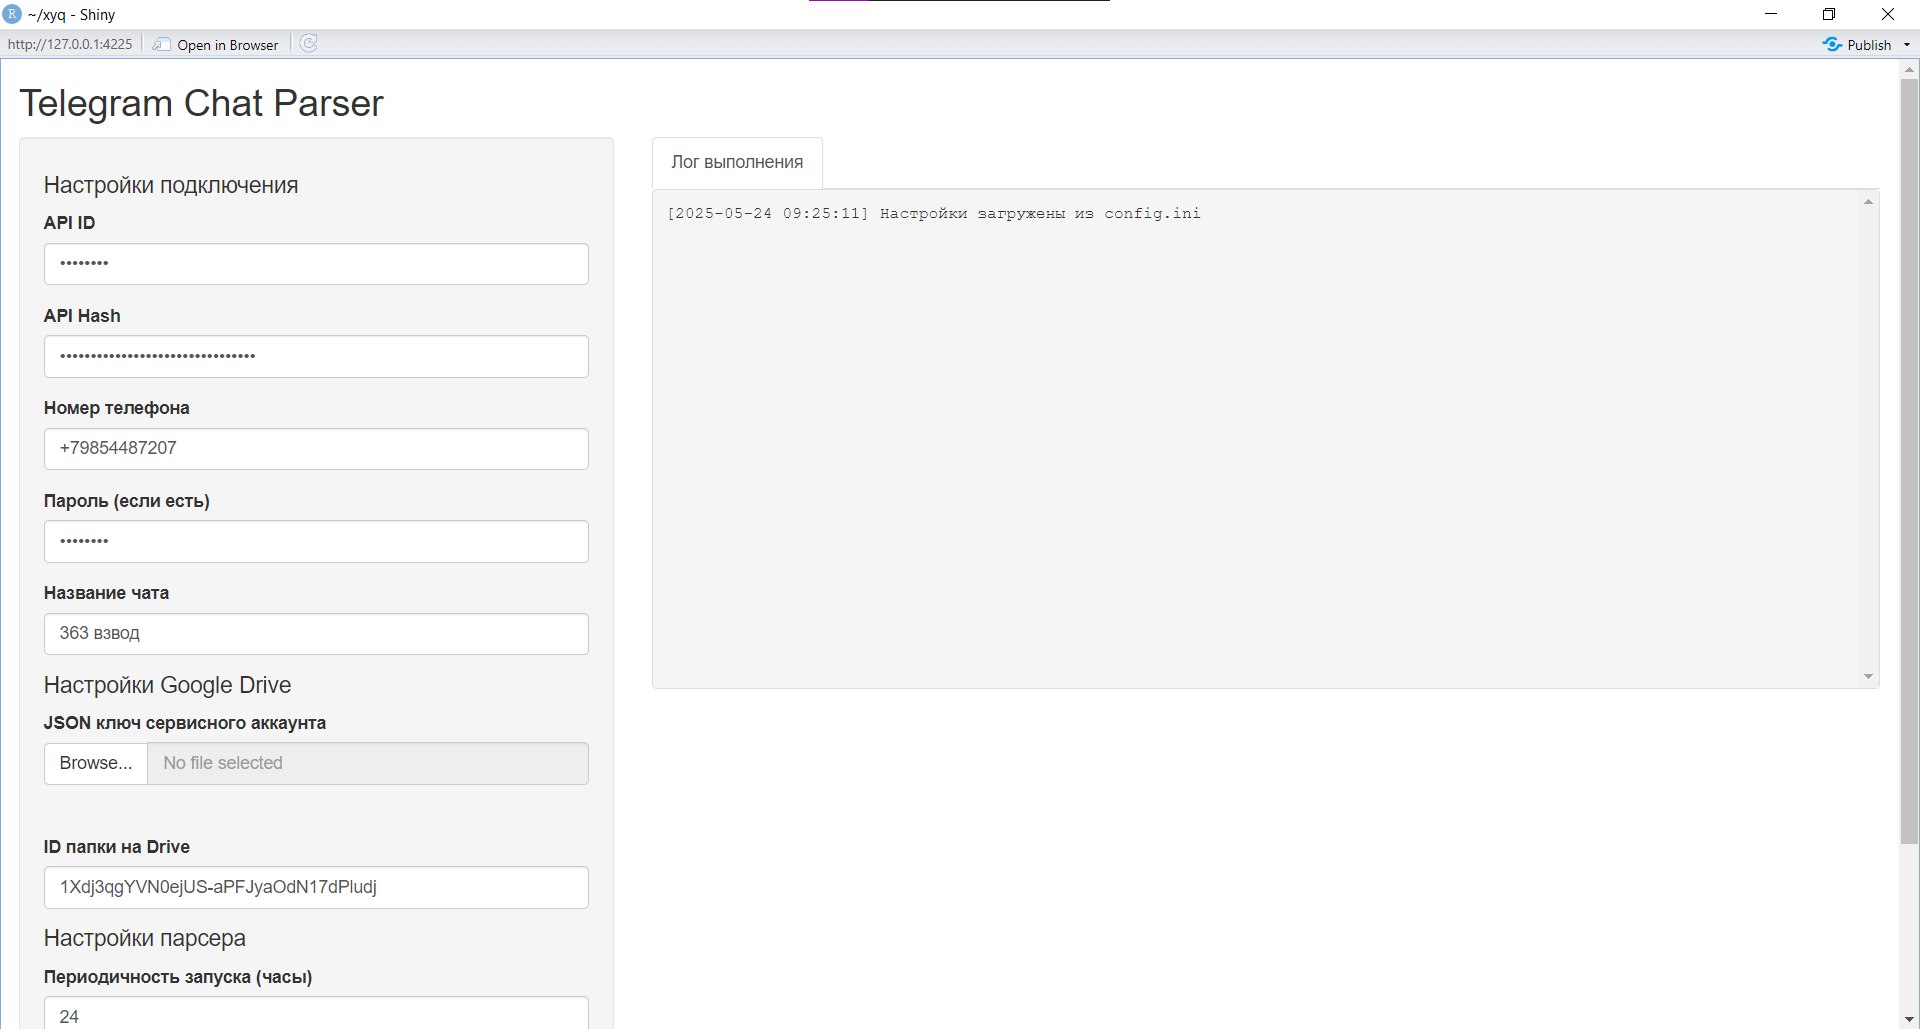 R ~/xyq - Shiny
http://127.0.0.1:4225 Open in Browser Publish
Telegram Chat Parser
Настройки подключения
API ID
••••••••
API Hash
••••••••••••••••••••••••••••••••
Номер телефона
+79854487207
Пароль (если есть)
••••••••
Название чата
363 взвод
Настройки Google Drive
JSON ключ сервисного аккаунта
Browse... No file selected
ID папки на Drive
1Xdj3qgYVN0ejUS-aPFJyaOdN17dPludj
Настройки парсера
Периодичность запуска (часы)
24
Лог выполнения
[2025-05-24 09:25:11] Настройки загружены из config.ini